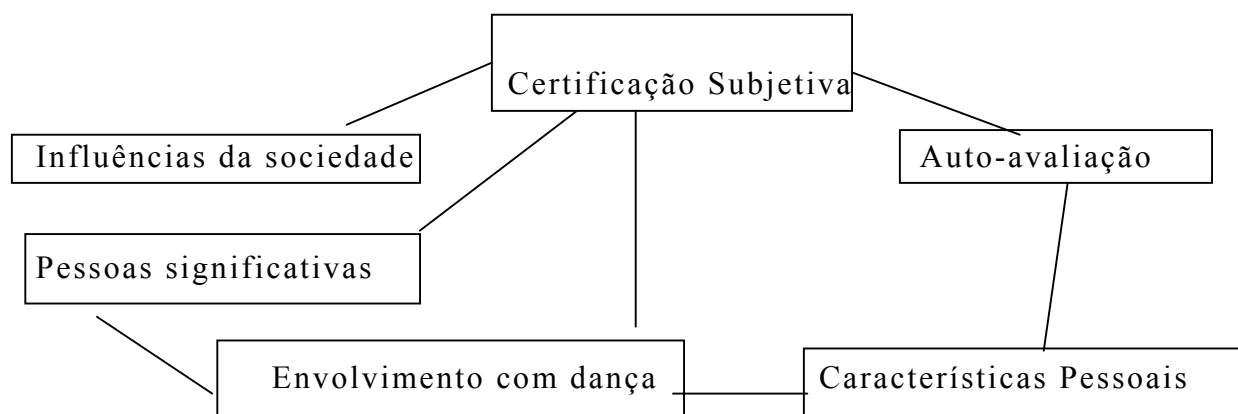 Certificação Subjetiva
Influências da sociedade
Auto-avaliação
Pessoas significativas
Envolvimento com dança
Características Pessoais